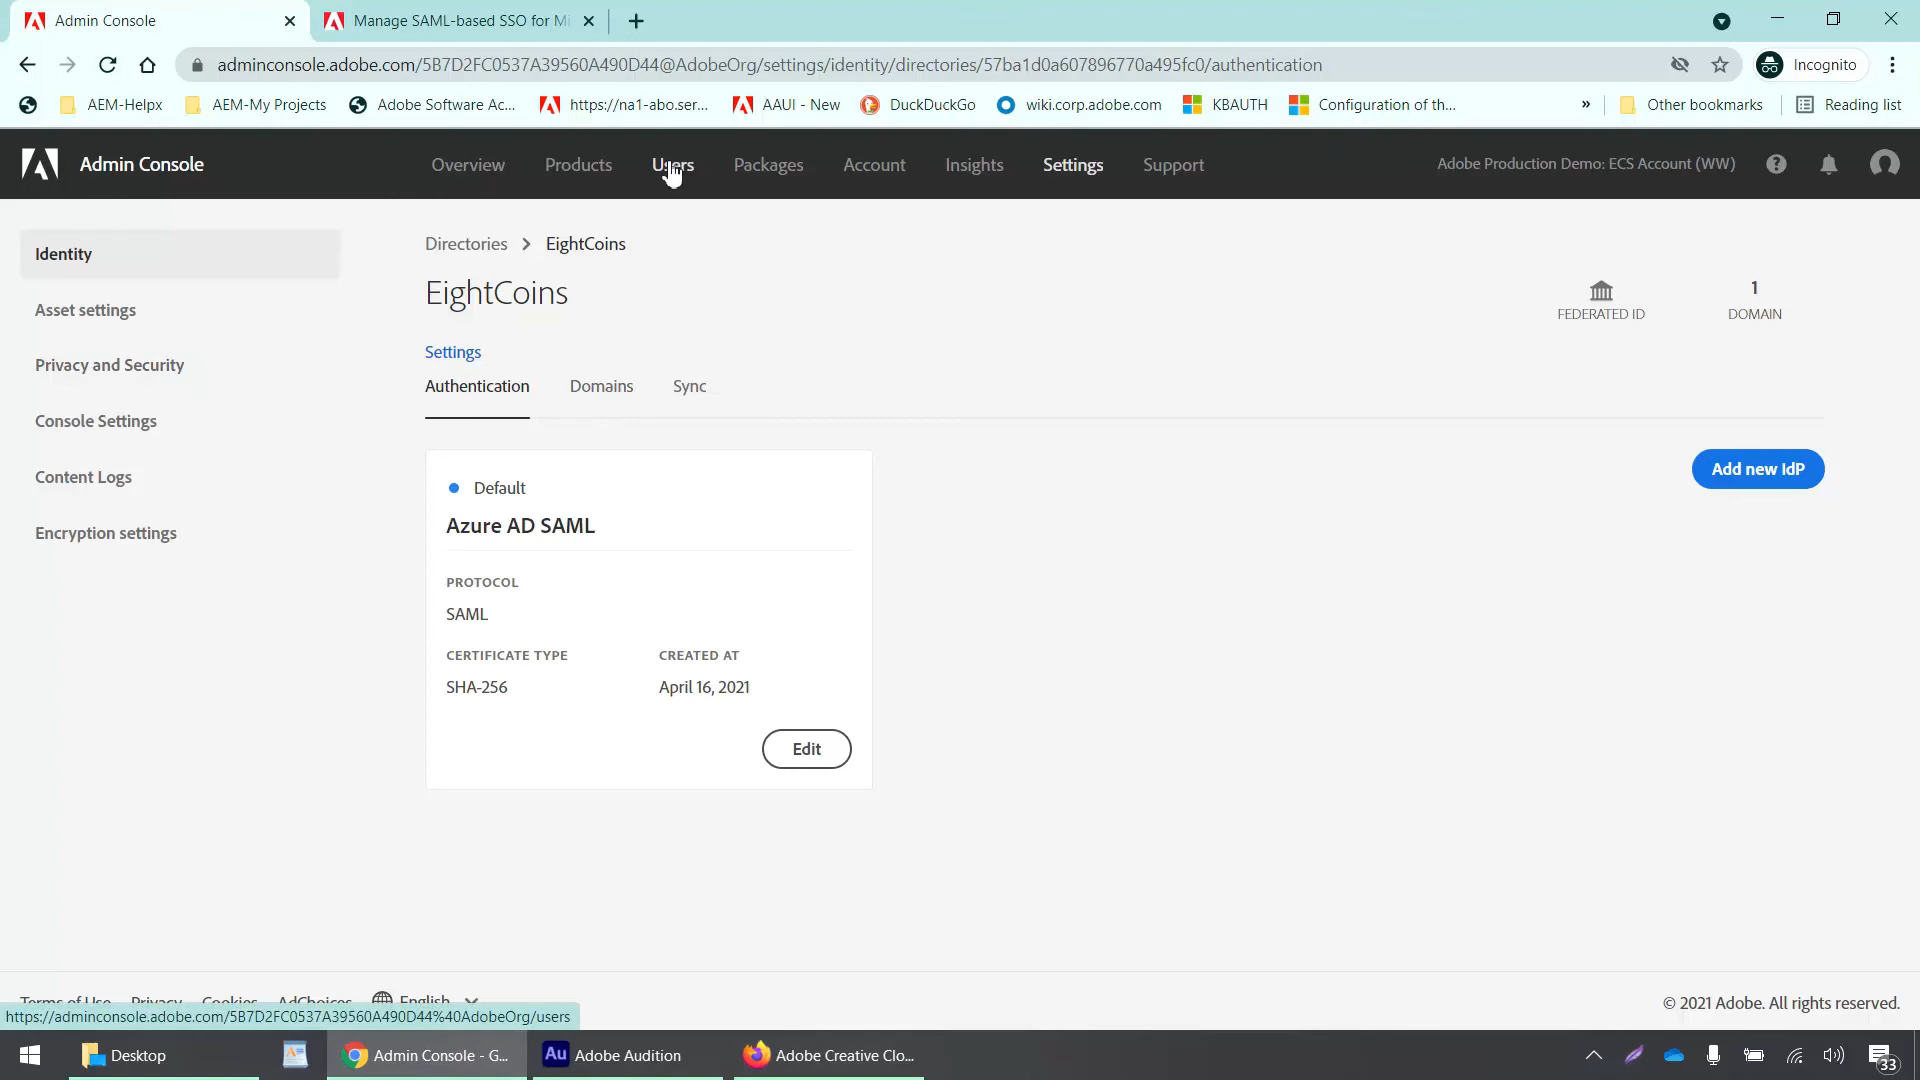 Admin Console
Manage SAML-based SSO for Mi
adminconsole.adobe.com/5B7D2FC0537A39560A490D44@AdobeOrg/settings/identity/directories/57ba1d0a607896770a495fc0/authentication
Incognito
AEM-Helpx
AEM-My Projects
Adobe Software Ac...
https://na1-abo.ser...
AAUI - New
DuckDuckGo
wiki.corp.adobe.com
KBAUTH
Configuration of th...
»
Other bookmarks
Reading list
Admin Console
Overview
Products
Users
Packages
Account
Insights
Settings
Support
Adobe Production Demo: ECS Account (WW)
Identity
Asset settings
Privacy and Security
Console Settings
Content Logs
Encryption settings
Directories > EightCoins
EightCoins
FEDERATED ID
1
DOMAIN
Settings
Authentication
Domains
Sync
Add new IdP
Default
Azure AD SAML
PROTOCOL
SAML
CERTIFICATE TYPE
SHA-256
CREATED AT
April 16, 2021
Edit
Terms of Use Privacy Cookies AdChoices English
© 2021 Adobe. All rights reserved.
https://adminconsole.adobe.com/5B7D2FC0537A39560A490D44%40AdobeOrg/users
Desktop
Admin Console - G...
Au Adobe Audition
Adobe Creative Clo...
33